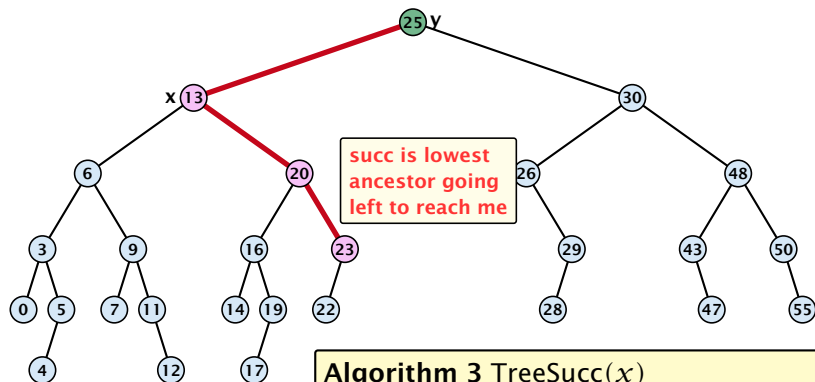 25 y
x 13 30
6 20 26 48
succ is lowest
ancestor going
left to reach me
3 9 16 23 29 43 50
0 5 7 11 14 19 22 28 47 55
4 12 17
Algorithm 3 TreeSucc(x)